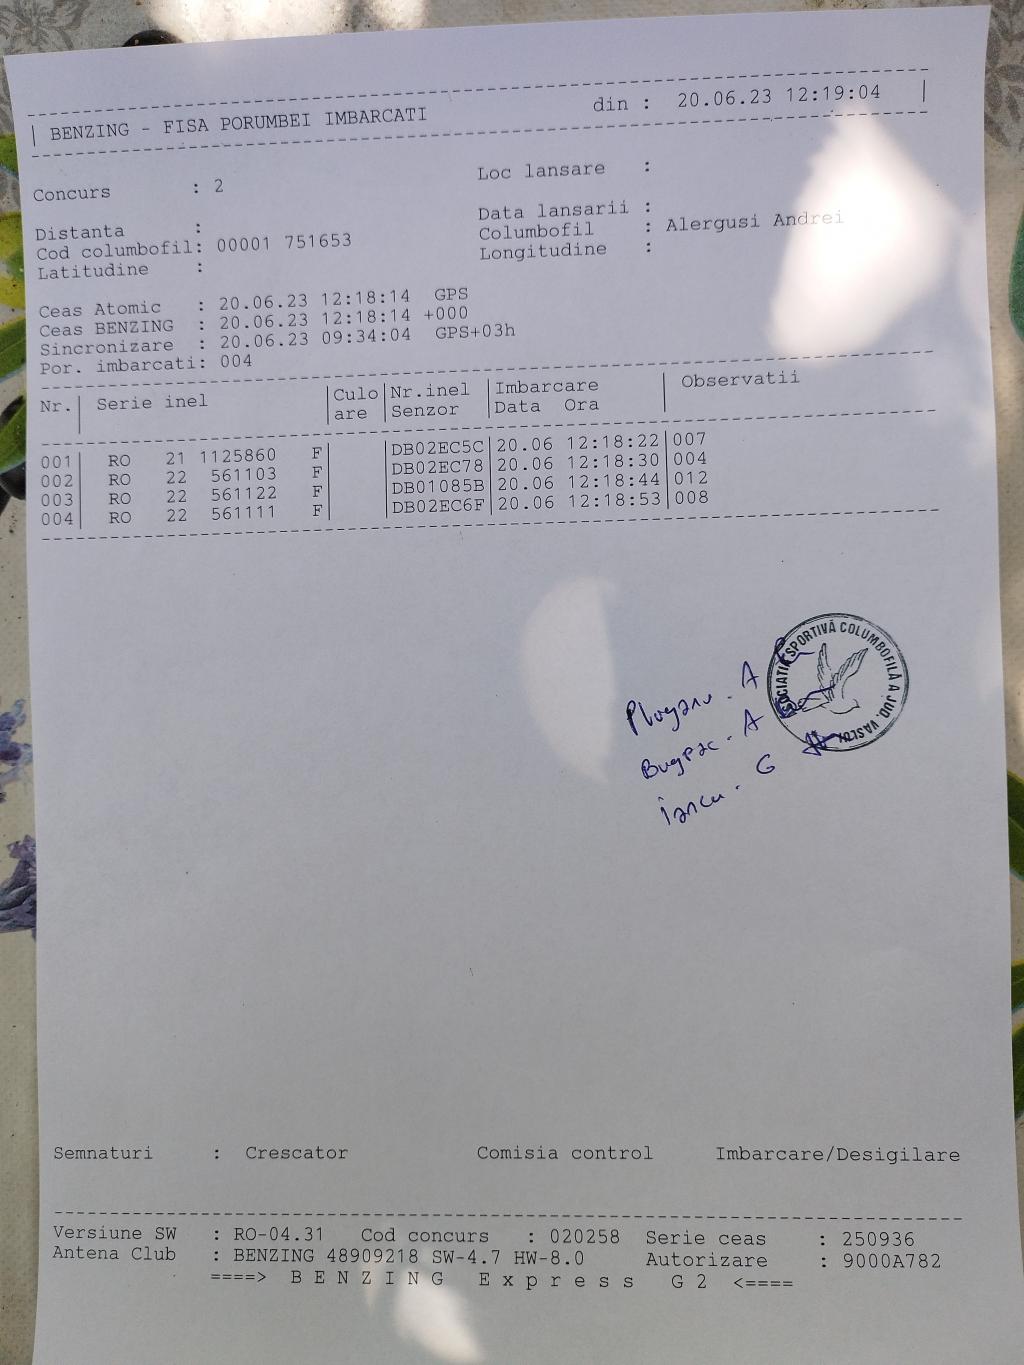 BENZING - FISA PORUMBEI IMBARCATI din : 20.06.23 12:19:04
Concurs : 2 Loc lansare :
Distanta : Data lansarii :
Cod columbofil: 00001 751653 Columbofil : Alergusi Andrei
Latitudine : Longitudine :
Ceas Atomic : 20.06.23 12:18:14 GPS
Ceas BENZING : 20.06.23 12:18:14 +000
Sincronizare : 20.06.23 09:34:04 GPS+03h
Por. imbarcati: 004
Nr. | Serie inel | Culo | Nr.inel | Imbarcare | Observatii
are | Senzor | Data Ora
001 | RO 21 1125860 F | | DB02EC5C | 20.06 12:18:22 | 007
002 | RO 22 561103 F | | DB02EC78 | 20.06 12:18:30 | 004
003 | RO 22 561122 F | | DB01085B | 20.06 12:18:44 | 012
004 | RO 22 561111 F | | DB02EC6F | 20.06 12:18:53 | 008
SPORTIVĂ COLUMBOFILĂ A JUD. VASLUI
A
A
Iancu. G
Semnaturi : Crescator Comisia control Imbarcare/Desigilare
Versiune SW : RO-04.31 Cod concurs : 020258 Serie ceas : 250936
Antena Club : BENZING 48909218 SW-4.7 HW-8.0 Autorizare : 9000A782
====> B E N Z I N G E x p r e s s G 2 <====